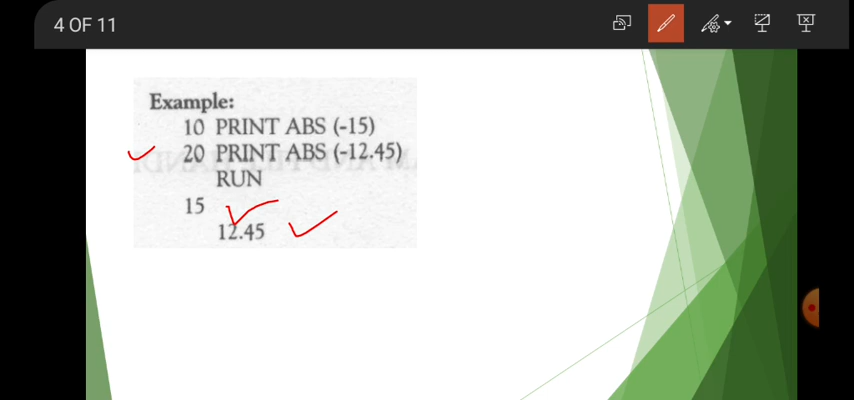 4 OF 11
Example:
10 PRINT ABS (-15)
20 PRINT ABS (-12.45)
RUN
15
12.45